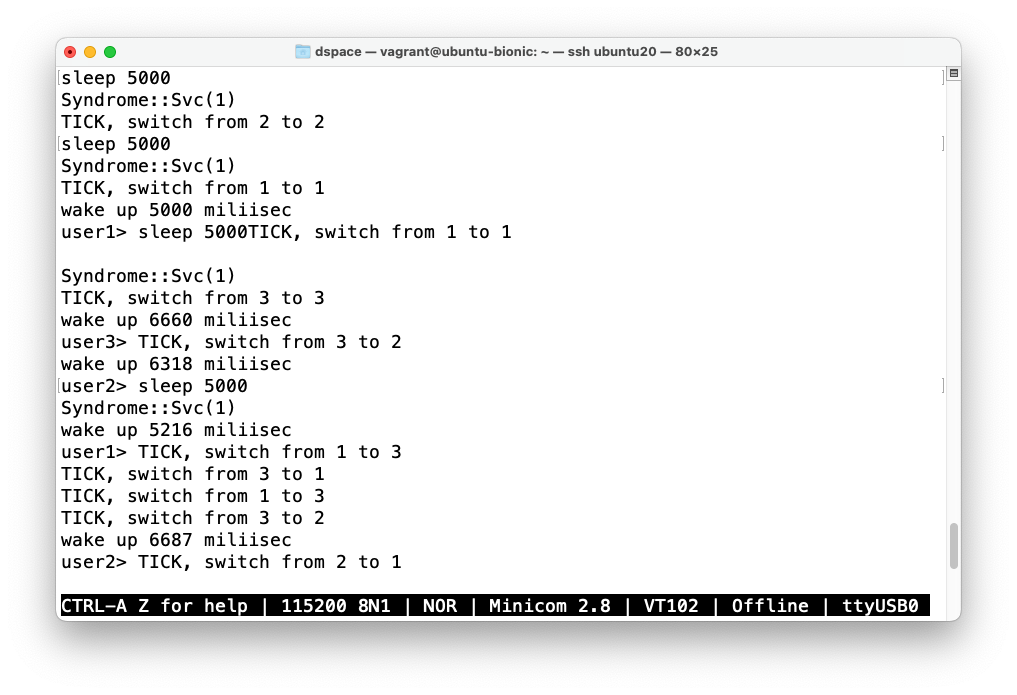 dspace — vagrant@ubuntu-bionic: ~ — ssh ubuntu20 — 80×25
[sleep 5000 ]
Syndrome::Svc(1)
TICK, switch from 2 to 2
[sleep 5000 ]
Syndrome::Svc(1)
TICK, switch from 1 to 1
wake up 5000 miliisec
user1> sleep 5000TICK, switch from 1 to 1
Syndrome::Svc(1)
TICK, switch from 3 to 3
wake up 6660 miliisec
user3> TICK, switch from 3 to 2
wake up 6318 miliisec
[user2> sleep 5000 ]
Syndrome::Svc(1)
wake up 5216 miliisec
user1> TICK, switch from 1 to 3
TICK, switch from 3 to 1
TICK, switch from 1 to 3
TICK, switch from 3 to 2
wake up 6687 miliisec
user2> TICK, switch from 2 to 1
CTRL-A Z for help | 115200 8N1 | NOR | Minicom 2.8 | VT102 | Offline | ttyUSB0